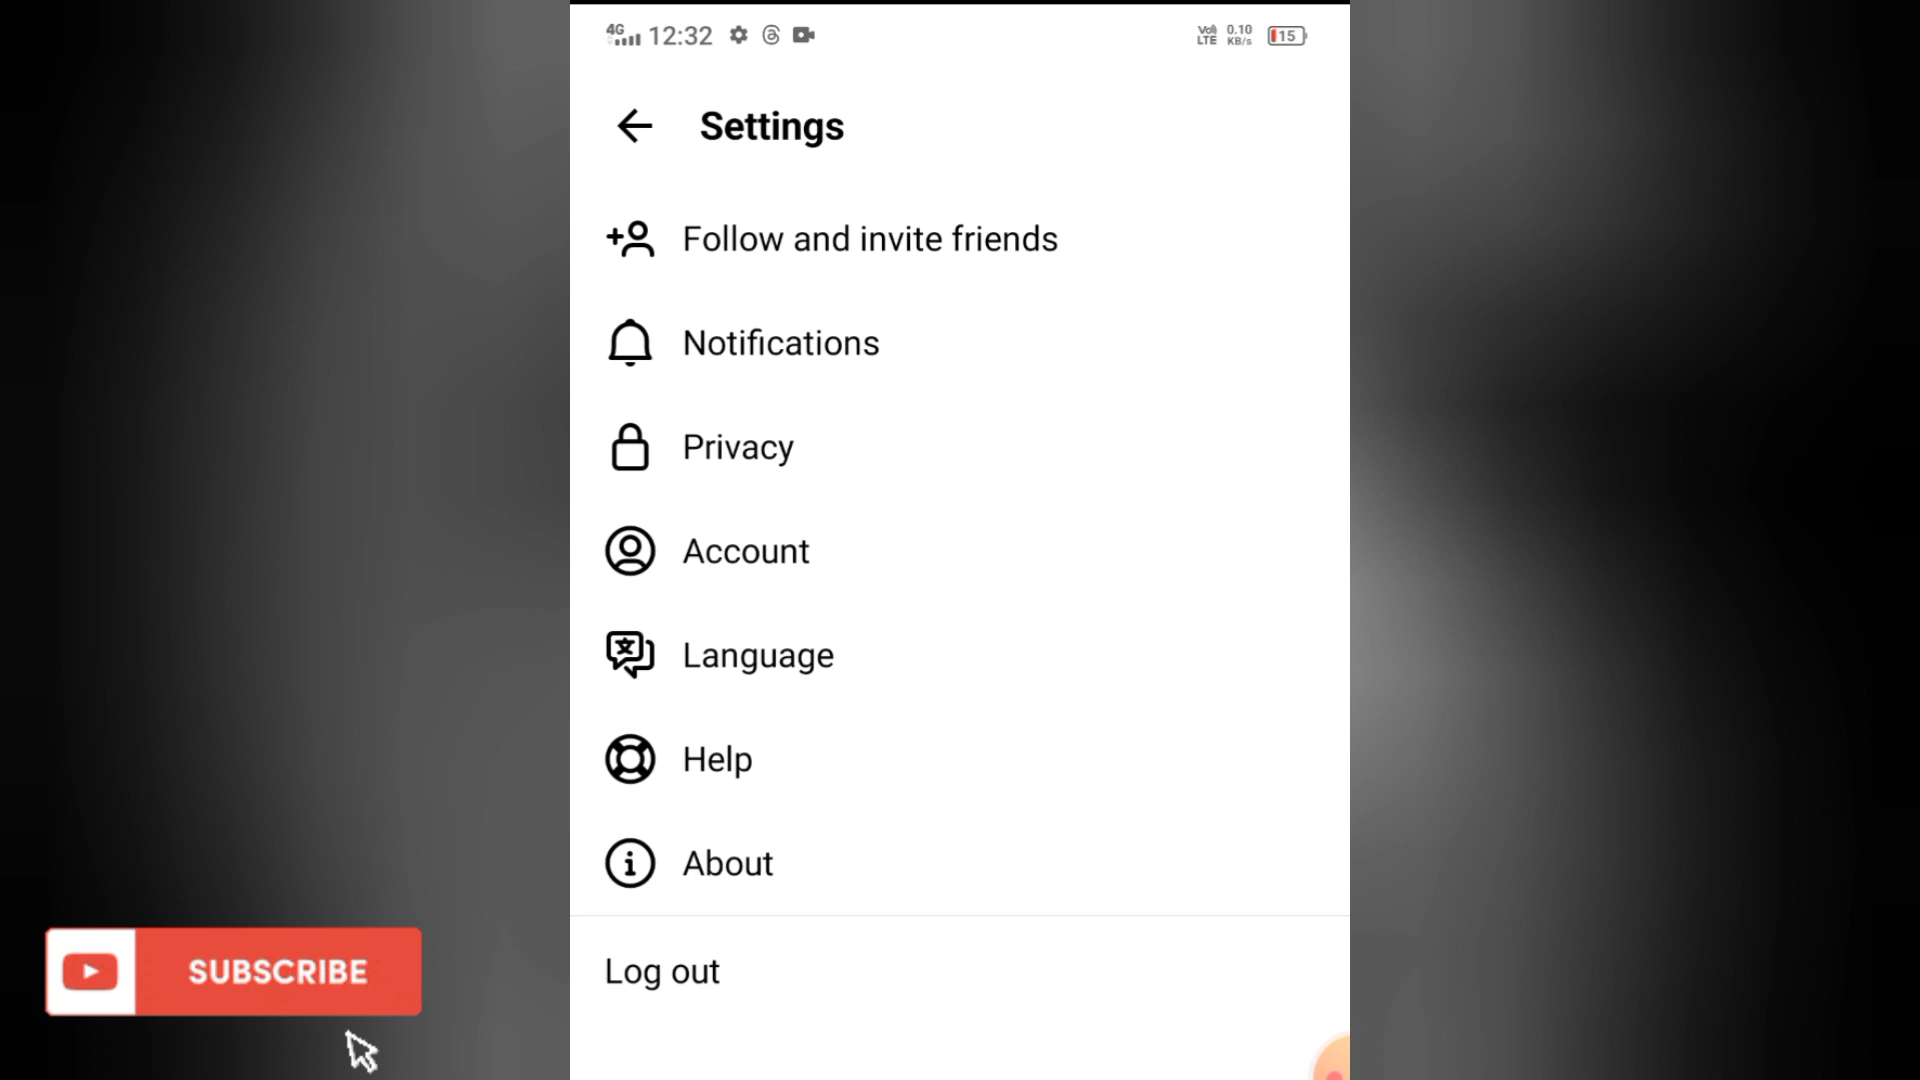 4G 12:32 Vo) LTE 0.10 KB/s 15
Settings
Follow and invite friends
Notifications
Privacy
Account
Language
Help
About
SUBSCRIBE
Log out